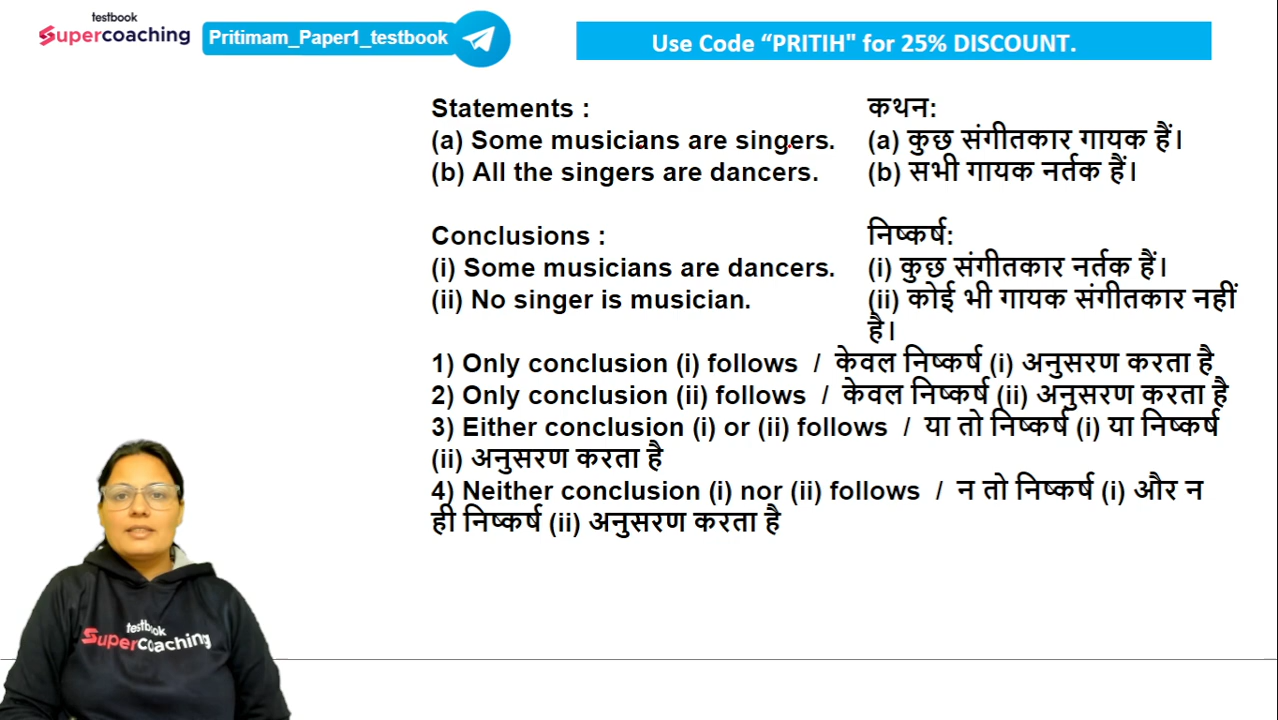 testbook
Supercoaching
Pritimam_Paper1_testbook
Use Code “PRITIH" for 25% DISCOUNT.
Statements :
(a) Some musicians are singers.
(b) All the singers are dancers.
Conclusions :
(i) Some musicians are dancers.
(ii) No singer is musician.
कथन:
(a) कुछ संगीतकार गायक हैं।
(b) सभी गायक नर्तक हैं।
निष्कर्ष:
(i) कुछ संगीतकार नर्तक हैं।
(ii) कोई भी गायक संगीतकार नहीं
है।
1) Only conclusion (i) follows / केवल निष्कर्ष (i) अनुसरण करता है
2) Only conclusion (ii) follows / केवल निष्कर्ष (ii) अनुसरण करता है
3) Either conclusion (i) or (ii) follows / या तो निष्कर्ष (i) या निष्कर्ष
(ii) अनुसरण करता है
4) Neither conclusion (i) nor (ii) follows / न तो निष्कर्ष (i) और न
ही निष्कर्ष (ii) अनुसरण करता है
testbook
Supercoaching